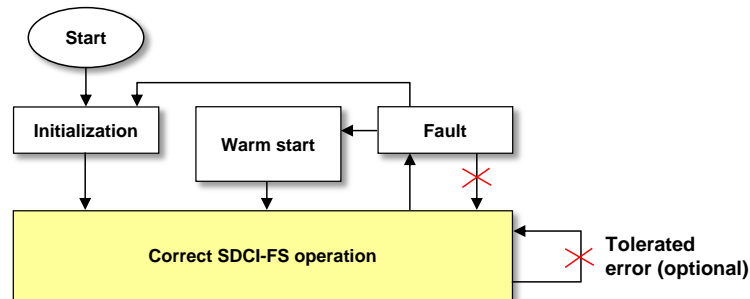 Start
Initialization
Warm start
Fault
Correct SDCI-FS operation
Tolerated
error (optional)